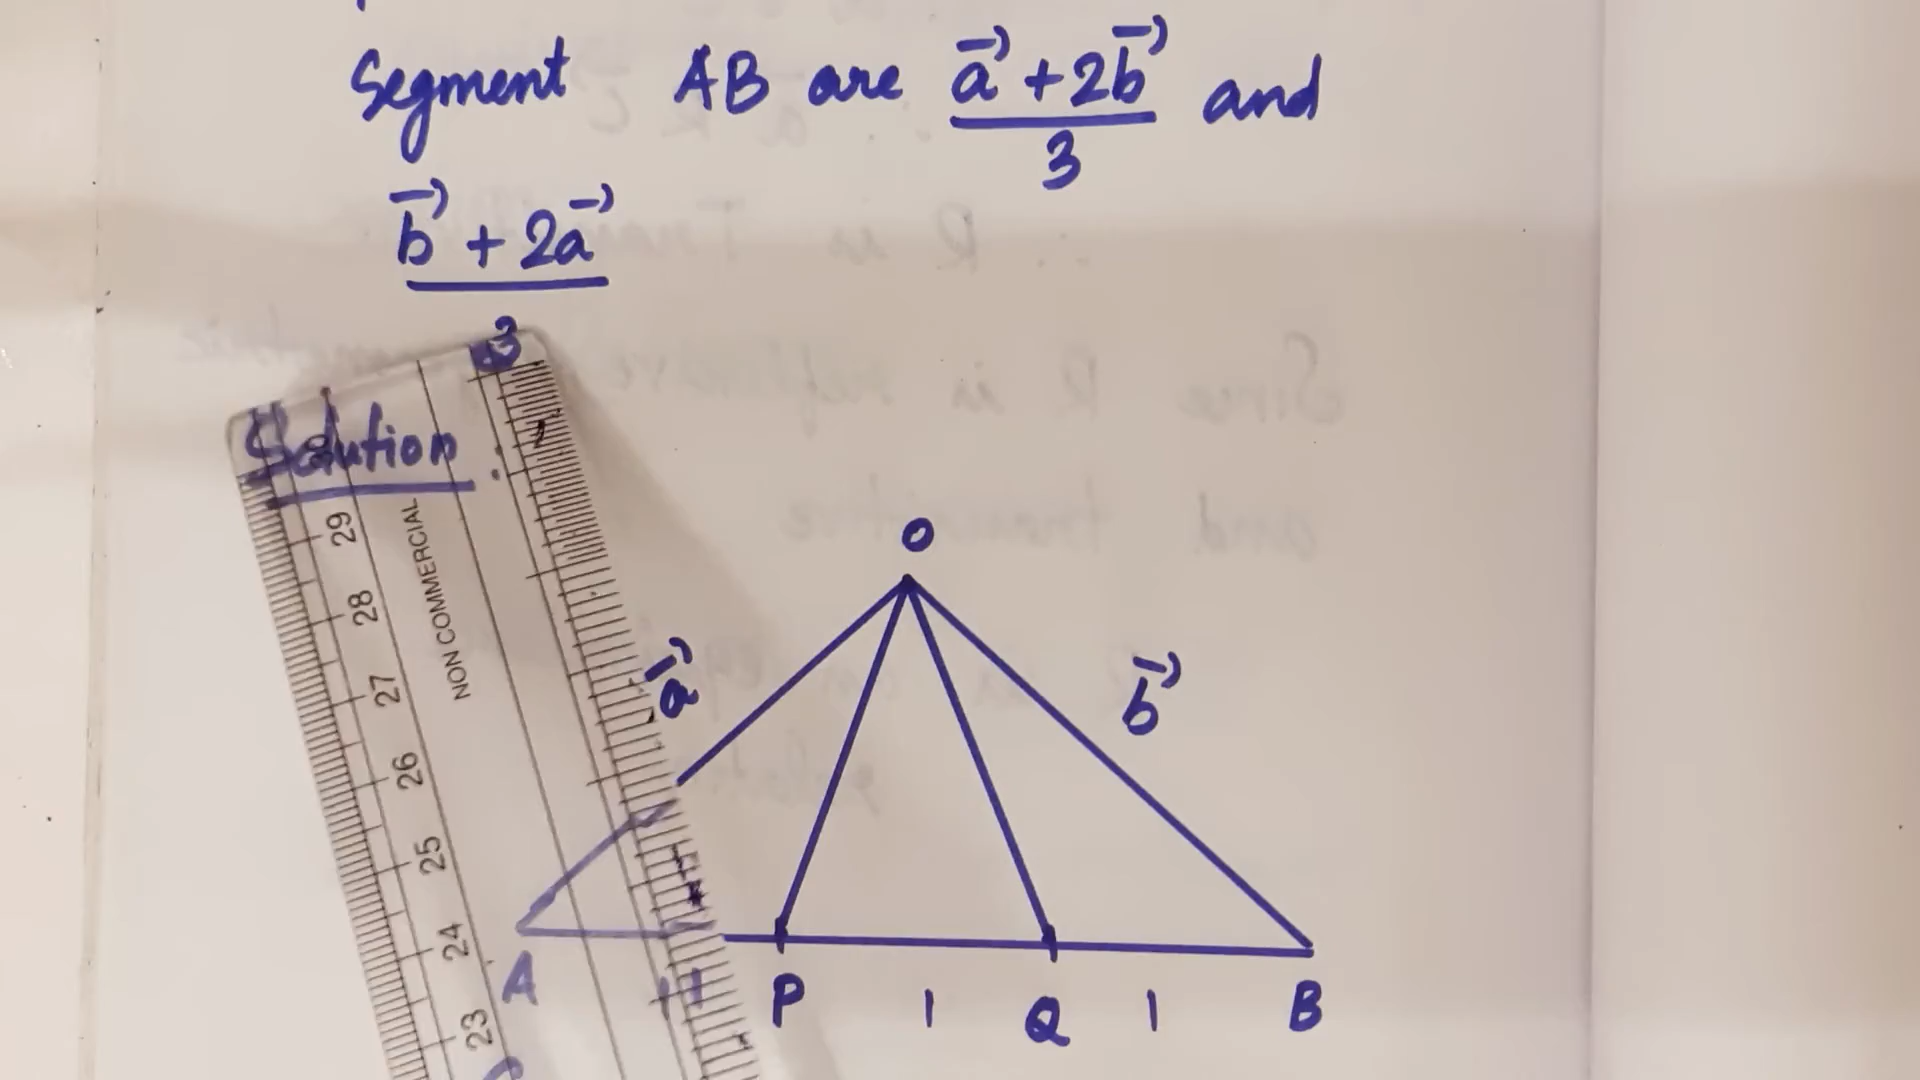 Segment AB are a⃗ + 2b⃗ / 3 and
b⃗ + 2a⃗ / 3
Solution :
29
28
27
26
25
24
23
NON COMMERCIAL
O
a⃗
b⃗
A 1 P 1 Q 1 B